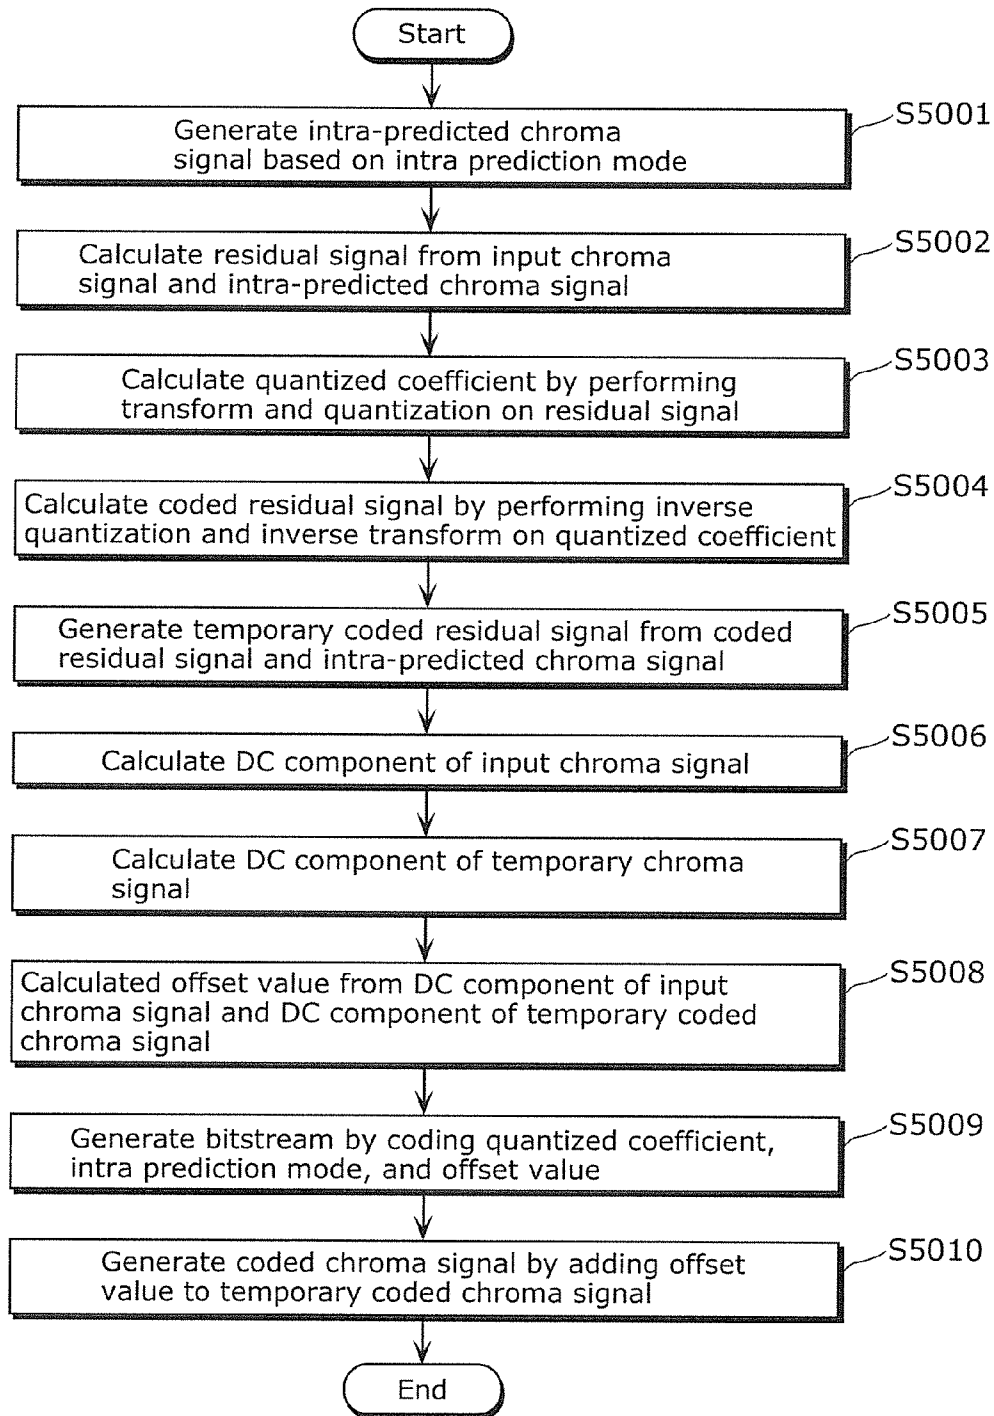 Start
S5001
Generate intra-predicted chroma
signal based on intra prediction mode
S5002
Calculate residual signal from input chroma
signal and intra-predicted chroma signal
S5003
Calculate quantized coefficient by performing
transform and quantization on residual signal
S5004
Calculate coded residual signal by performing inverse
quantization and inverse transform on quantized coefficient
S5005
Generate temporary coded residual signal from coded
residual signal and intra-predicted chroma signal
S5006
Calculate DC component of input chroma signal
S5007
Calculate DC component of temporary chroma
signal
S5008
Calculated offset value from DC component of input
chroma signal and DC component of temporary coded
chroma signal
S5009
Generate bitstream by coding quantized coefficient,
intra prediction mode, and offset value
S5010
Generate coded chroma signal by adding offset
value to temporary coded chroma signal
End